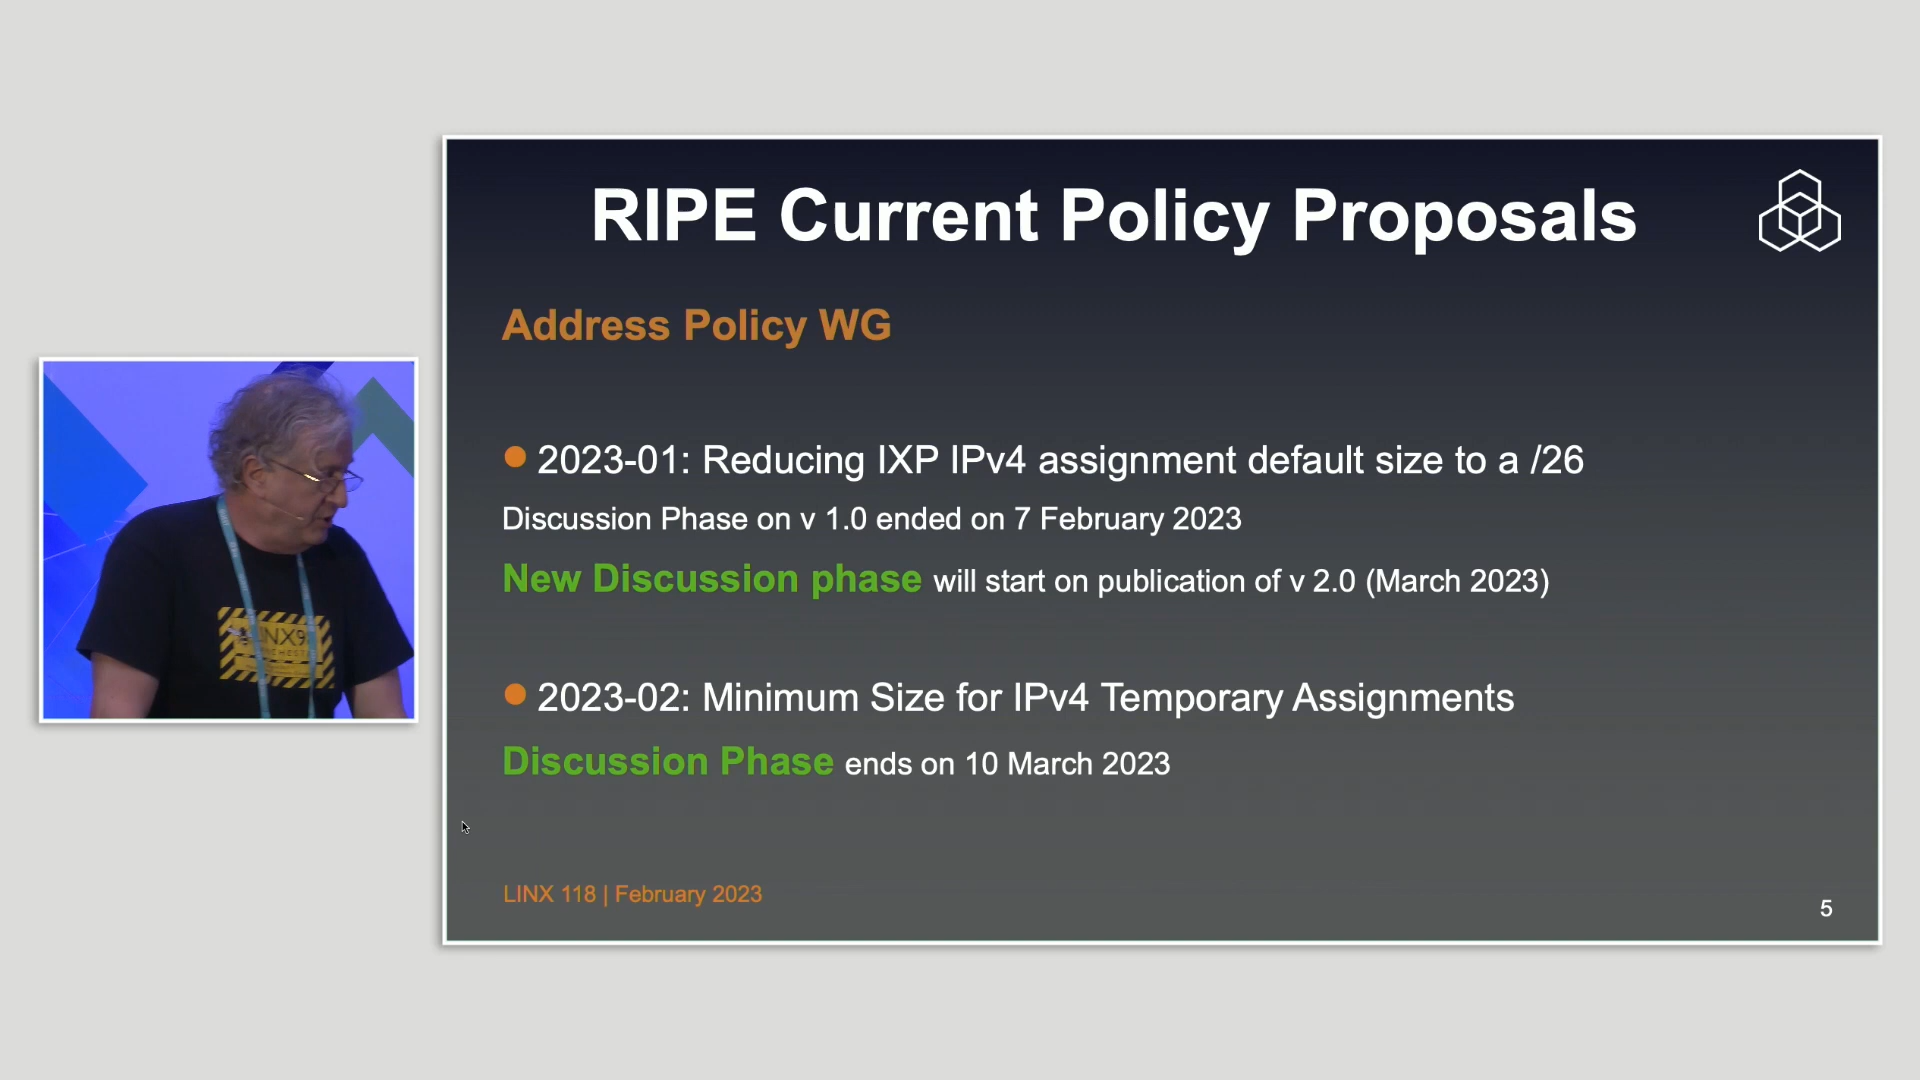 RIPE Current Policy Proposals
Address Policy WG
2023-01: Reducing IXP IPv4 assignment default size to a /26
Discussion Phase on v 1.0 ended on 7 February 2023
New Discussion phase will start on publication of v 2.0 (March 2023)
2023-02: Minimum Size for IPv4 Temporary Assignments
Discussion Phase ends on 10 March 2023
LINX 118 | February 2023
5